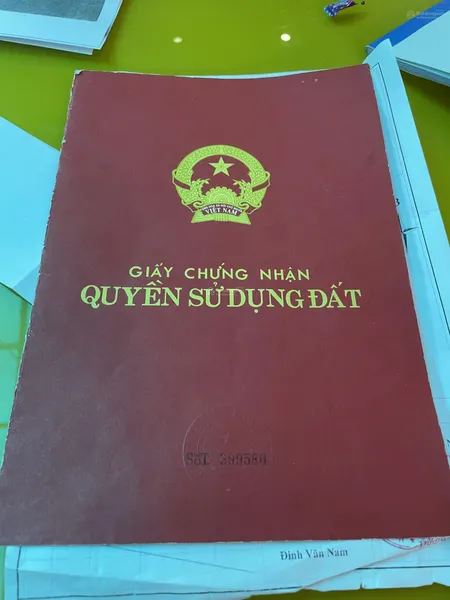 VIỆT NAM
GIẤY CHỨNG NHẬN
QUYỀN SỬ DỤNG ĐẤT
Đinh Văn Nam